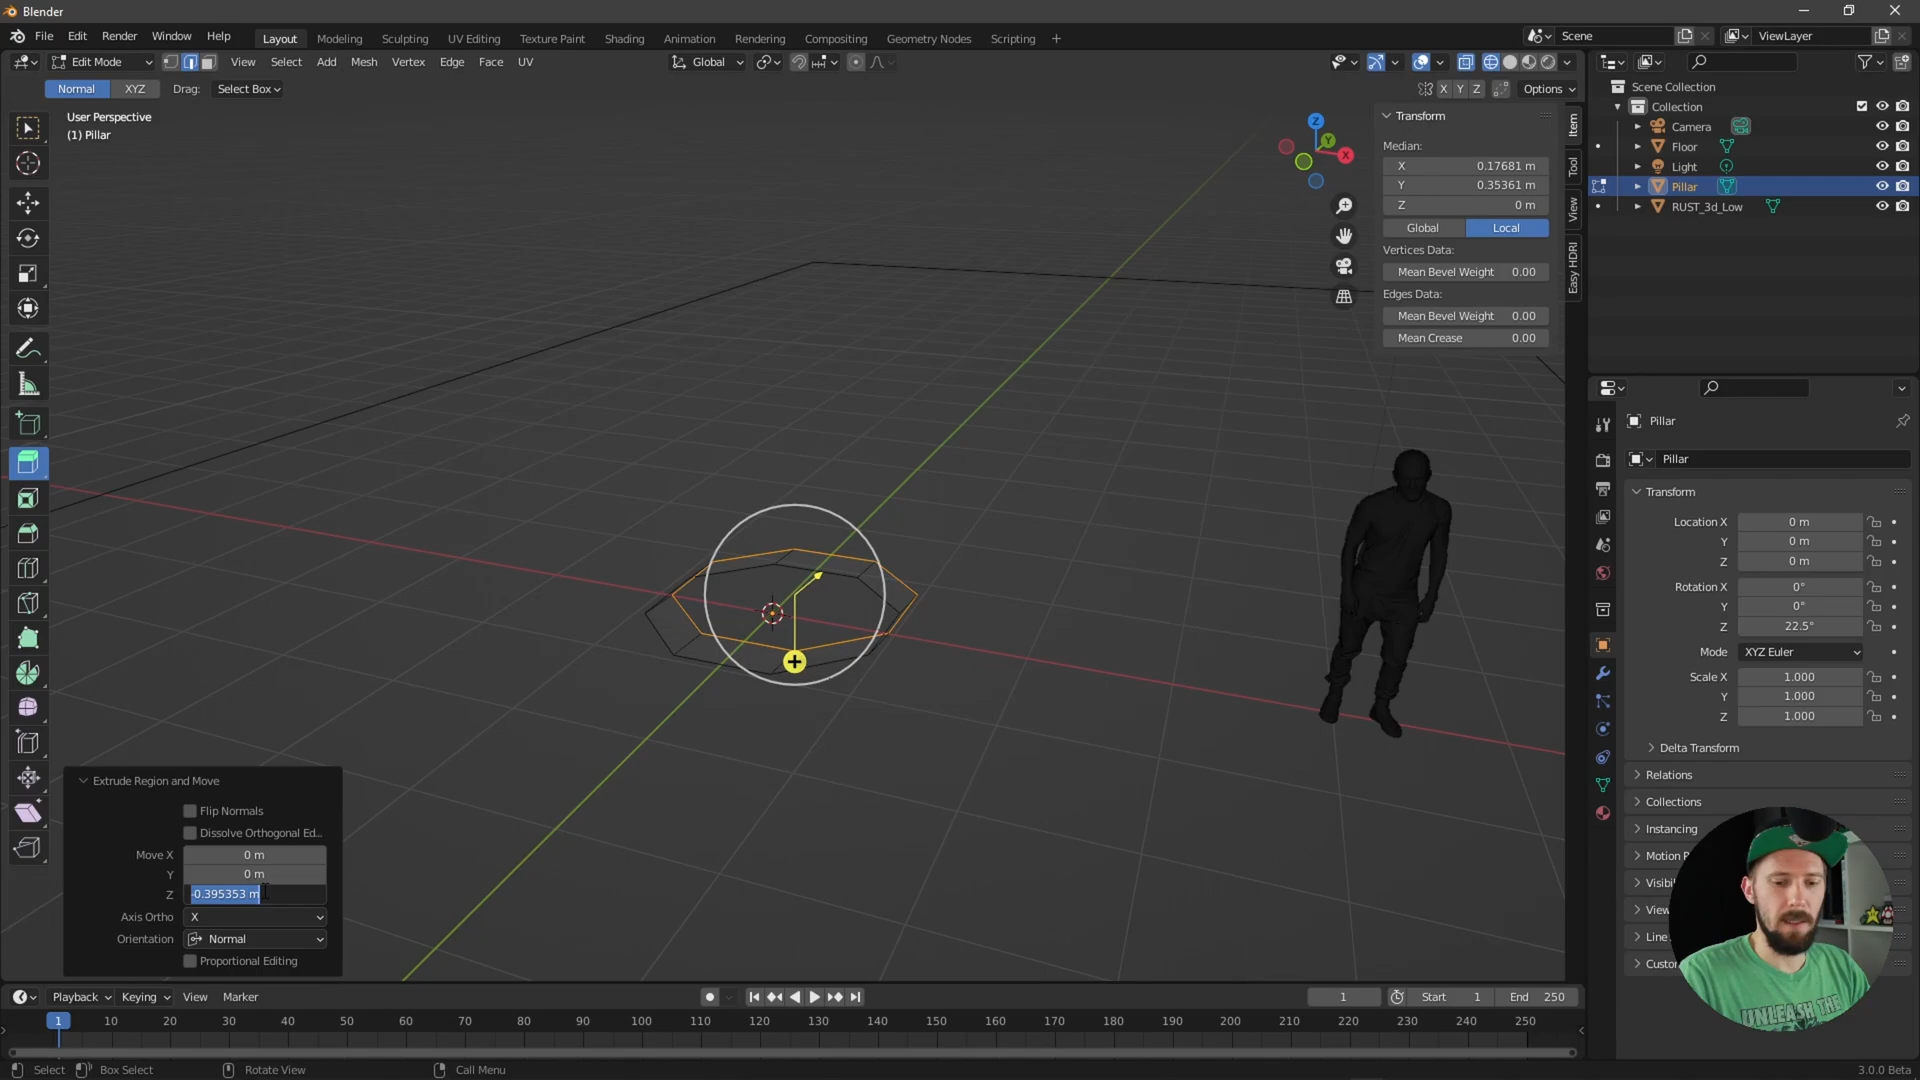 Blender
File Edit Render Window Help
Layout Modeling Sculpting UV Editing Texture Paint Shading Animation Rendering Compositing Geometry Nodes Scripting +
Scene
ViewLayer
Edit Mode View Select Add Mesh Vertex Edge Face UV
Global
Normal XYZ Drag: Select Box
X Y Z Options
User Perspective
(1) Pillar
Z
Y
X
Transform
Median:
X 0.17681 m
Y 0.35361 m
Z 0 m
Global Local
Vertices Data:
Mean Bevel Weight 0.00
Edges Data:
Mean Bevel Weight 0.00
Mean Crease 0.00
Item
Tool
View
Easy HDRI
Scene Collection
Collection
Camera
Floor
Light
Pillar
RUST_3d_Low
Pillar
Pillar
Transform
Location X 0 m
Y 0 m
Z 0 m
Rotation X 0°
Y 0°
Z 22.5°
Mode XYZ Euler
Scale X 1.000
Y 1.000
Z 1.000
Delta Transform
Relations
Collections
Instancing
Motion P
Visibi
View
Line
Custo
UNLEASH THE
Extrude Region and Move
Flip Normals
Dissolve Orthogonal Ed...
Move X 0 m
Y 0 m
Z -0.395353 m
Axis Ortho X
Orientation Normal
Proportional Editing
Playback Keying View Marker
1 Start 1 End 250
1 10 20 30 40 50 60 70 80 90 100 110 120 130 140 150 160 170 180 190 200 210 220 230 240 250
Select Box Select Rotate View Call Menu
3.0.0 Beta